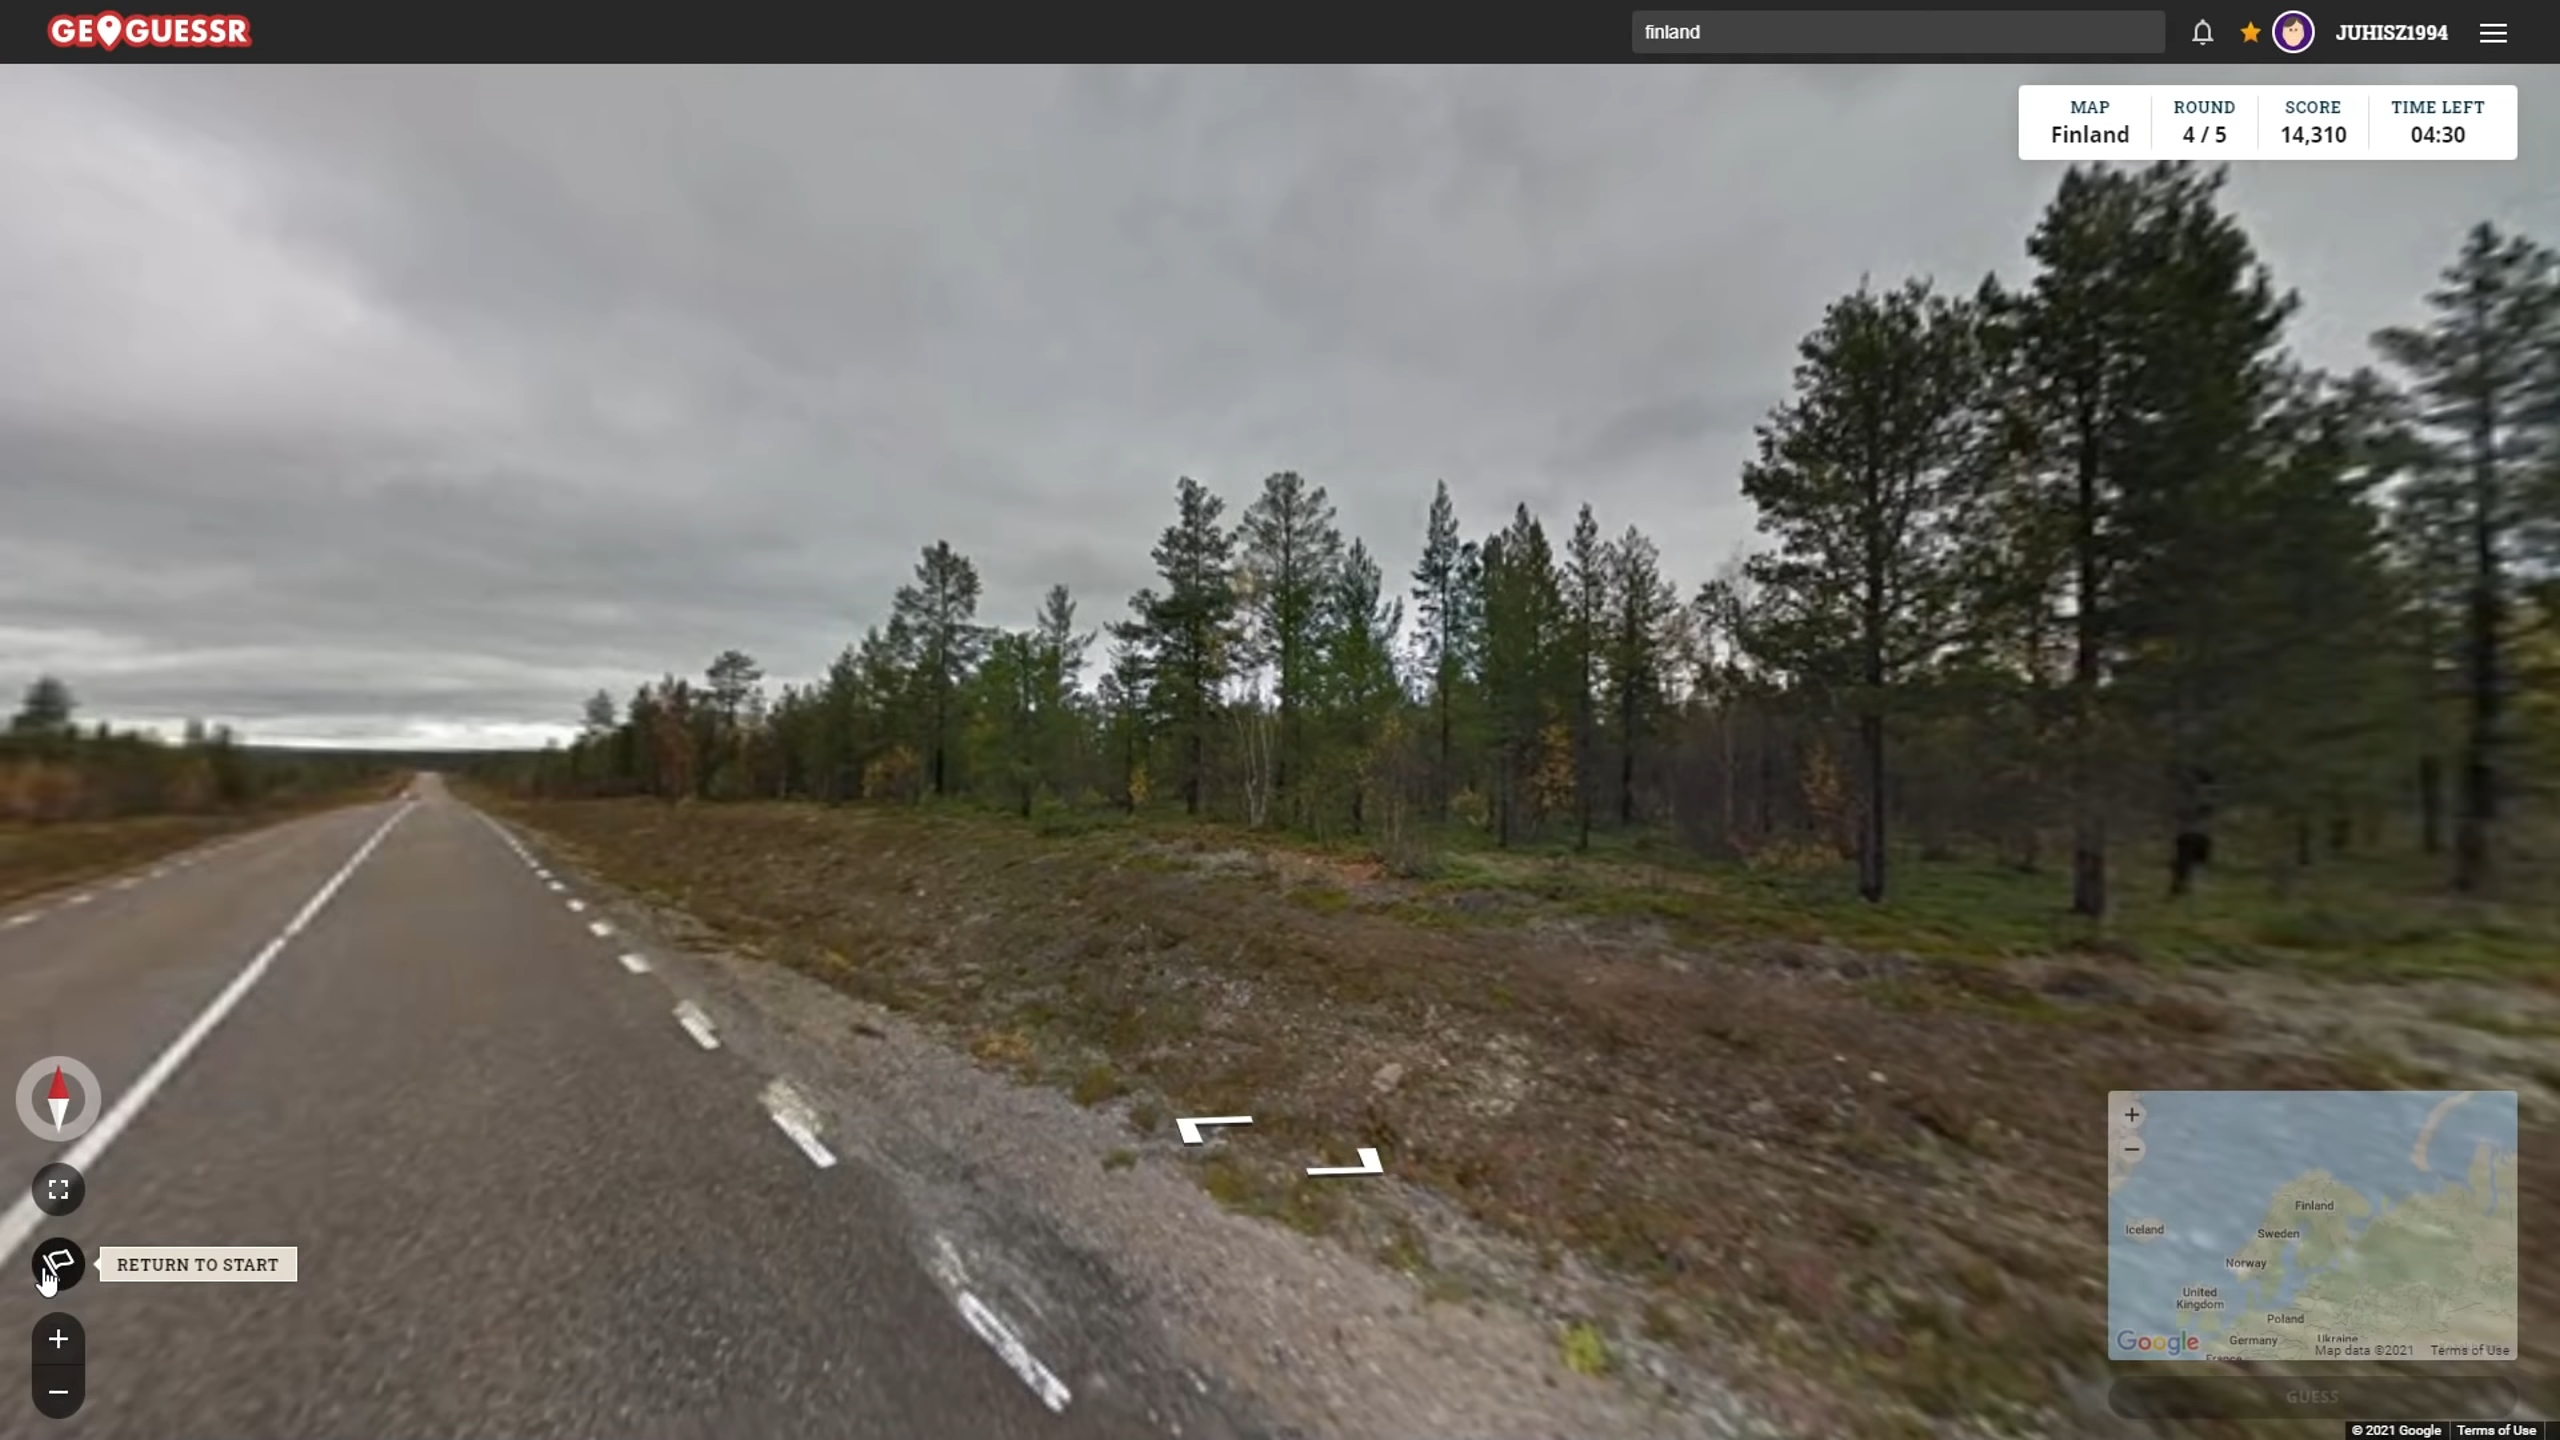 GEOGUESSR
finland
JUHISZ1994
MAP ROUND SCORE TIME LEFT
Finland 4 / 5 14,310 04:30
RETURN TO START
Finland
Iceland
Sweden
Norway
United
Kingdom
Poland
Germany
Ukraine
France
Google
Map data ©2021 Terms of Use
GUESS
© 2021 Google Terms of Use